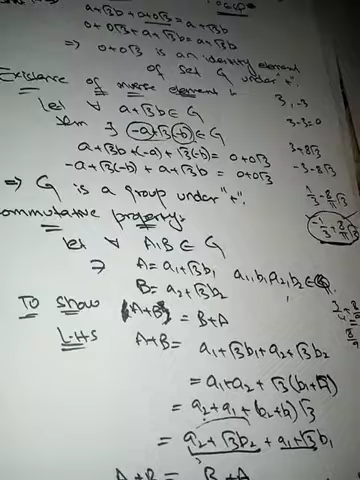 a+√3b + 0+0√3 = a+√3b
0+0√3 + a+√3b = a+√3b
⇒ 0+0√3 is an identity element
of set G under "+".
Existence of inverse element:
let ∀ a+√3b ∈ G
∃ -a+√3(-b) ∈ G
a+√3b+(-a)+√3(-b) = 0+0√3
-a+√3(-b) + a+√3b = 0+0√3
⇒ G is a group under "+".
3, -3
3-3=0
3+8√3
-3-8√3
commutative property:
let ∀ A,B ∈ G
⇒ A = a₁+√3b₁ a₁,b₁,a₂,b₂ ∈
B = a₂+√3b₂
To show A+B = B+A
L.H.S A+B = a₁+√3b₁+a₂+√3b₂
= a₁+a₂+√3(b₁+b₂)
= a₂+a₁+(b₂+b₁)√3
= a₂+√3b₂+a₁+√3b₁
A+B = B+A